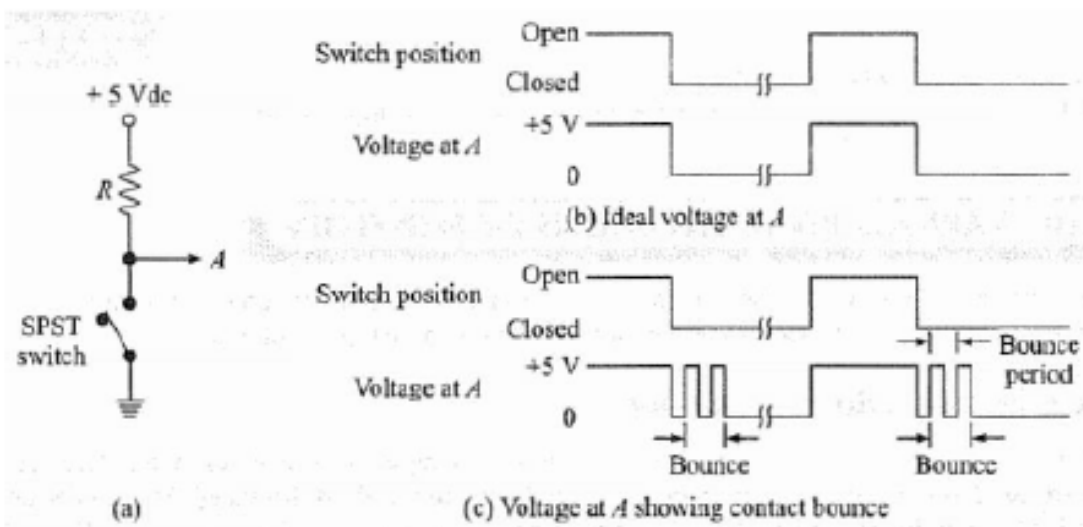 + 5 Vdc
R
A
SPST
switch
(a)
Switch position
Open
Closed
Voltage at A
+5 V
0
(b) Ideal voltage at A
Switch position
Open
Closed
Bounce
period
Voltage at A
+5 V
0
Bounce
Bounce
(c) Voltage at A showing contact bounce